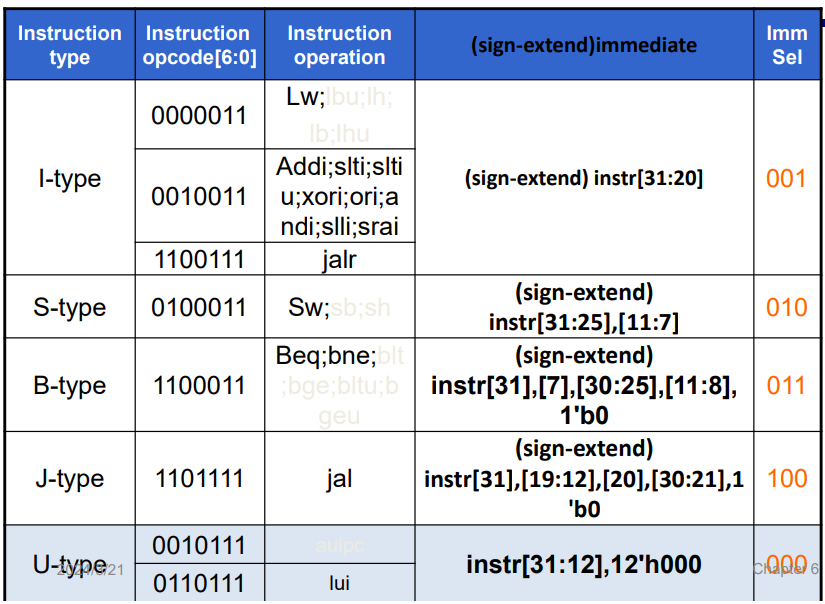 Instruction type
Instruction opcode[6:0]
Instruction operation
(sign-extend)immediate
Imm Sel
I-type
0000011
Lw;lbu;lh;
lb;lhu
0010011
Addi;slti;slti
u;xori;ori;a
ndi;slli;srai
1100111
jalr
(sign-extend) instr[31:20]
001
S-type
0100011
Sw;sb;sh
(sign-extend)
instr[31:25],[11:7]
010
B-type
1100011
Beq;bne;blt
;bge;bltu;b
geu
(sign-extend)
instr[31],[7],[30:25],[11:8],
1'b0
011
J-type
1101111
jal
(sign-extend)
instr[31],[19:12],[20],[30:21],1
'b0
100
U-type
0010111
auipc
0110111
lui
instr[31:12],12'h000
000
2024/3/21
Chapter 6